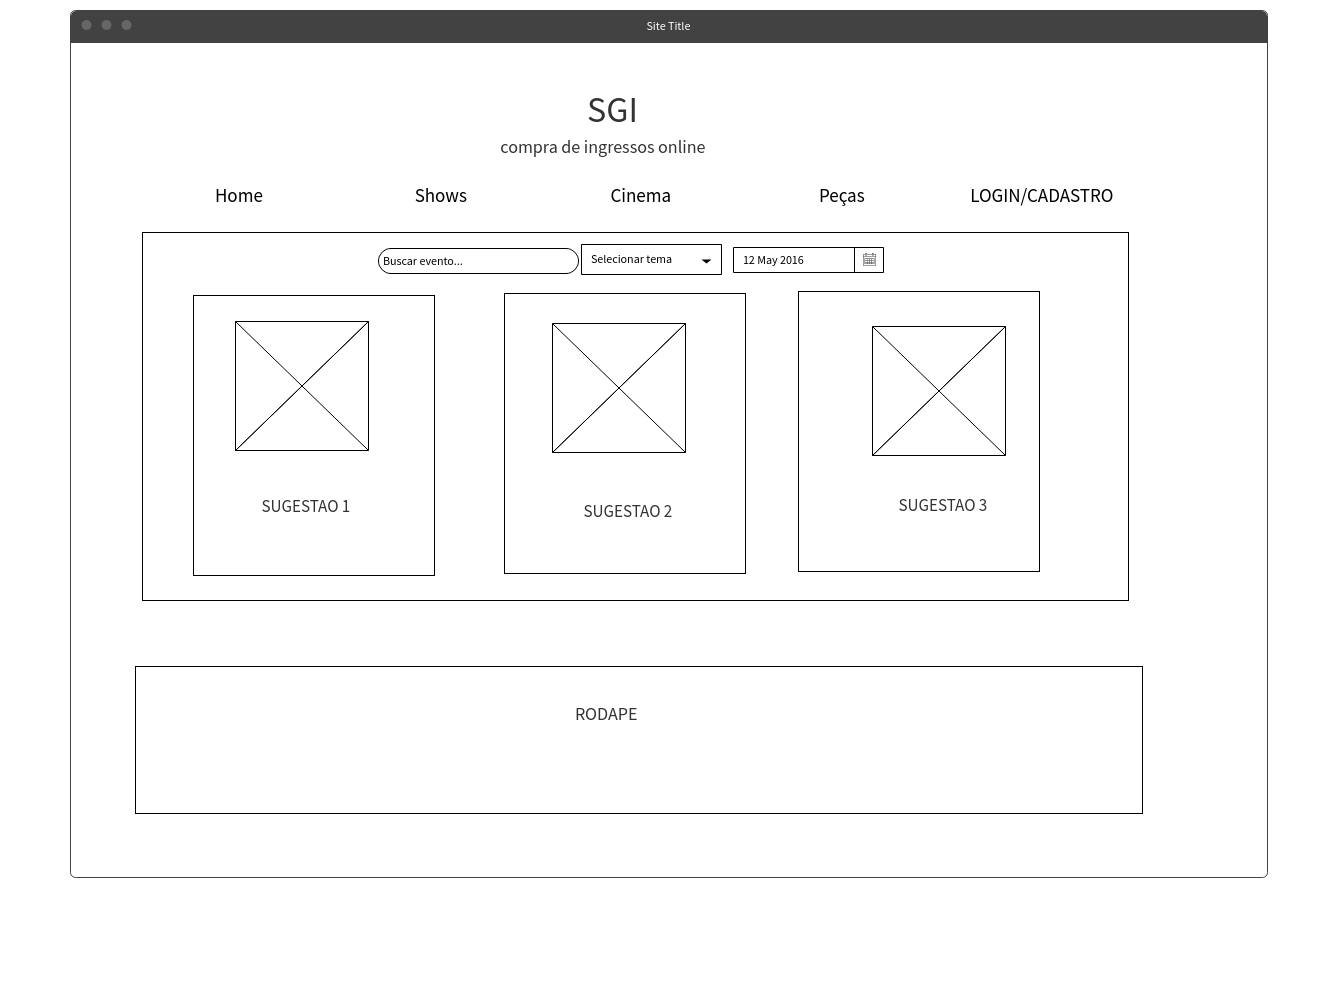 Site Title
SGI
compra de ingressos online
Home Shows Cinema Peças LOGIN/CADASTRO
Buscar evento... Selecionar tema 12 May 2016
SUGESTAO 1 SUGESTAO 2 SUGESTAO 3
RODAPE